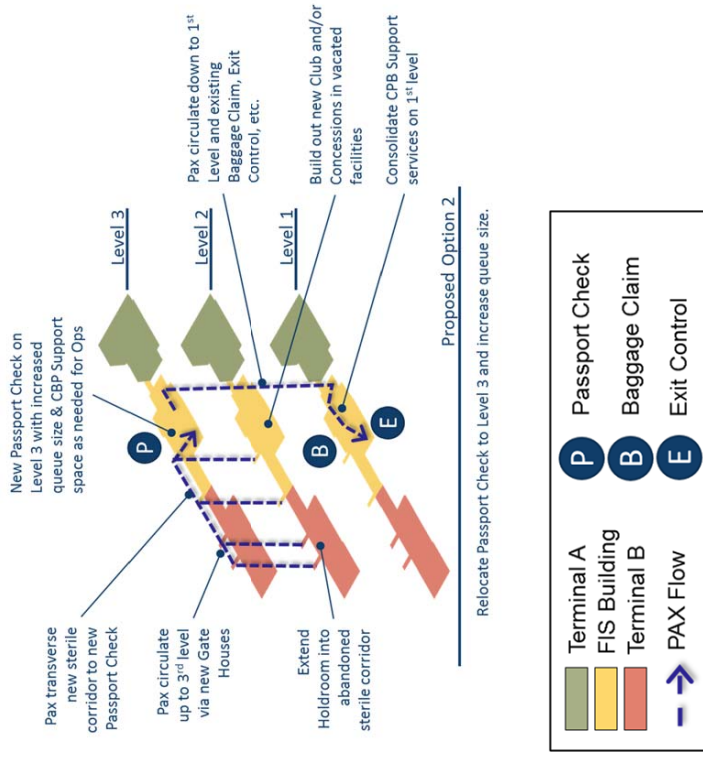 New Passport Check on
Level 3 with increased
queue size & CBP Support
space as needed for Ops
Pax transverse
new sterile
corridor to new
Passport Check
Pax circulate
up to 3rd level
via new Gate
Houses
Extend
Holdroom into
abandoned
sterile corridor
P
B
E
Level 3
Level 2
Level 1
Pax circulate down to 1st
Level and existing
Baggage Claim, Exit
Control, etc.
Build out new Club and/or
Concessions in vacated
facilities
Consolidate CPB Support
services on 1st level
Proposed Option 2
Relocate Passport Check to Level 3 and increase queue size.
Terminal A
FIS Building
Terminal B
PAX Flow
P Passport Check
B Baggage Claim
E Exit Control